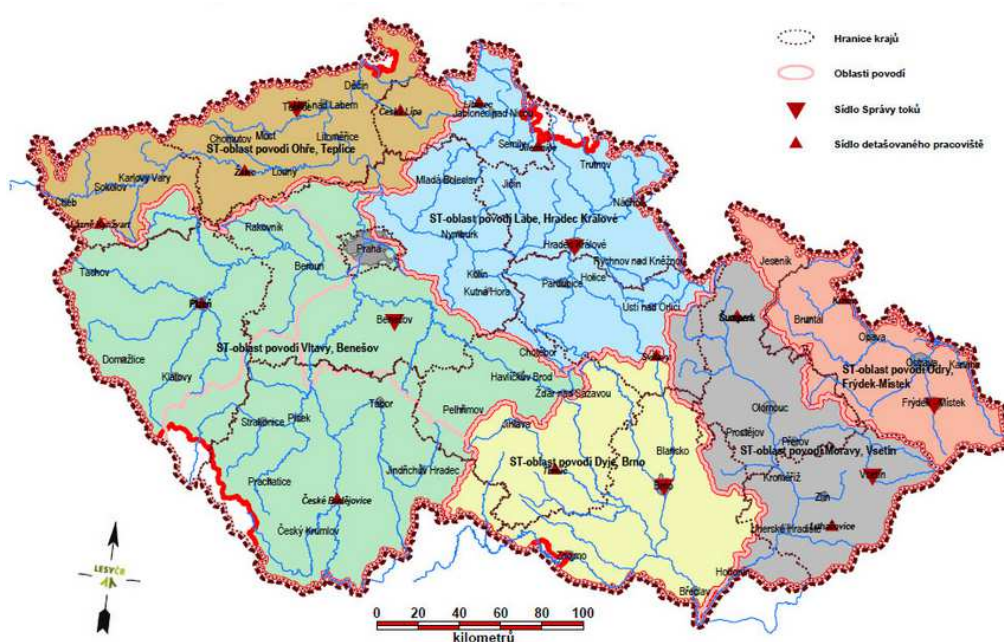 Hranice krajů
Oblasti povodí
Sídlo Správy toků
Sídlo detašovaného pracoviště
Děčín
Česká Lípa
Jablonec nad Nisou
Semily
Trutnov
Chomutov
Most
Litoměřice
ST-oblast povodí Ohře, Teplice
Louny
Karlovy Vary
Sokolov
Cheb
Mladá Boleslav
Jičín
Náchod
ST-oblast povodí Labe, Hradec Králové
Rakovník
Nymburk
Praha
Hradec Králové
Rychnov nad Kněžnou
Beroun
Kolín
Pardubice
Holice
Kutná Hora
Ústí nad Orlicí
Tachov
Plzeň
Benešov
Jeseník
Šumperk
Bruntál
Opava
Ostrava
Karviná
Chotěboř
Svitavy
Domažlice
ST-oblast povodí Vltavy, Benešov
Klatovy
Havlíčkův Brod
Žďár nad Sázavou
ST-oblast povodí Odry,
Frýdek-Místek
Frýdek - Místek
Tábor
Pelhřimov
Strakonice
Písek
Jihlava
Olomouc
Prostějov
Přerov
Blansko
ST-oblast povodí Moravy, Vsetín
ST-oblast povodí Dyje, Brno
Brno
Kroměříž
Vsetín
Zlín
Prachatice
Jindřichův Hradec
České Budějovice
Uherské Hradiště
Luhačovice
Český Krumlov
Znojmo
Hodonín
Břeclav
LESYČR
0 20 40 60 80 100
kilometrů